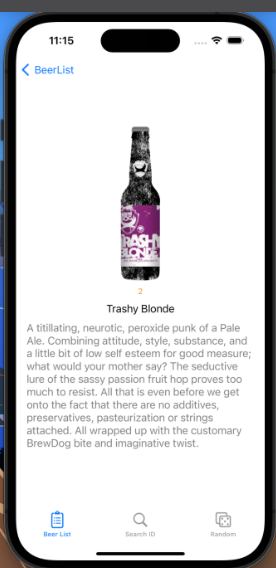 11:15
BeerList
TRASHY
BLONDE
2
Trashy Blonde
A titillating, neurotic, peroxide punk of a Pale
Ale. Combining attitude, style, substance, and
a little bit of low self esteem for good measure;
what would your mother say? The seductive
lure of the sassy passion fruit hop proves too
much to resist. All that is even before we get
onto the fact that there are no additives,
preservatives, pasteurization or strings
attached. All wrapped up with the customary
BrewDog bite and imaginative twist.
Beer List
Search ID
Random